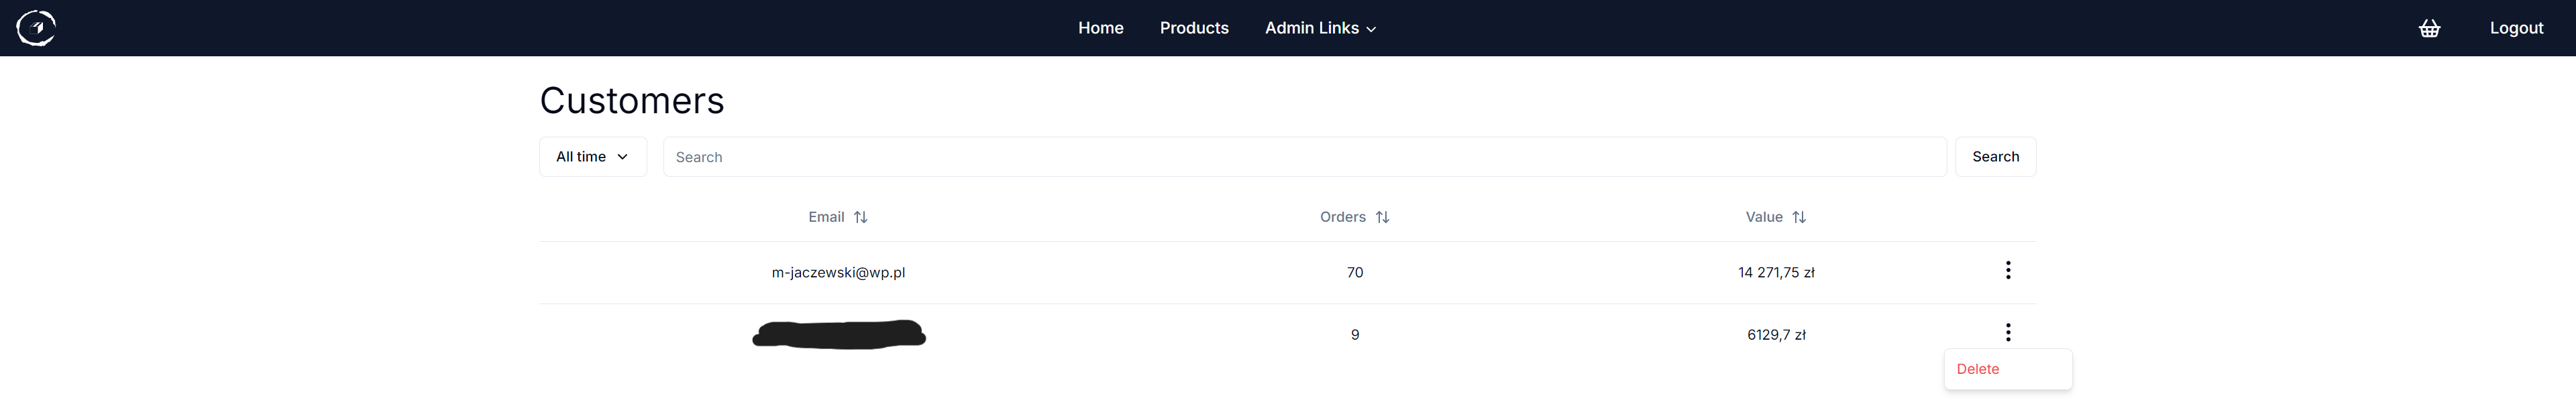 Home Products Admin Links Logout
Customers
All time Search Search
Email Orders Value
m-jaczewski@wp.pl 70 14 271,75 zł
9 6129,7 zł
Delete